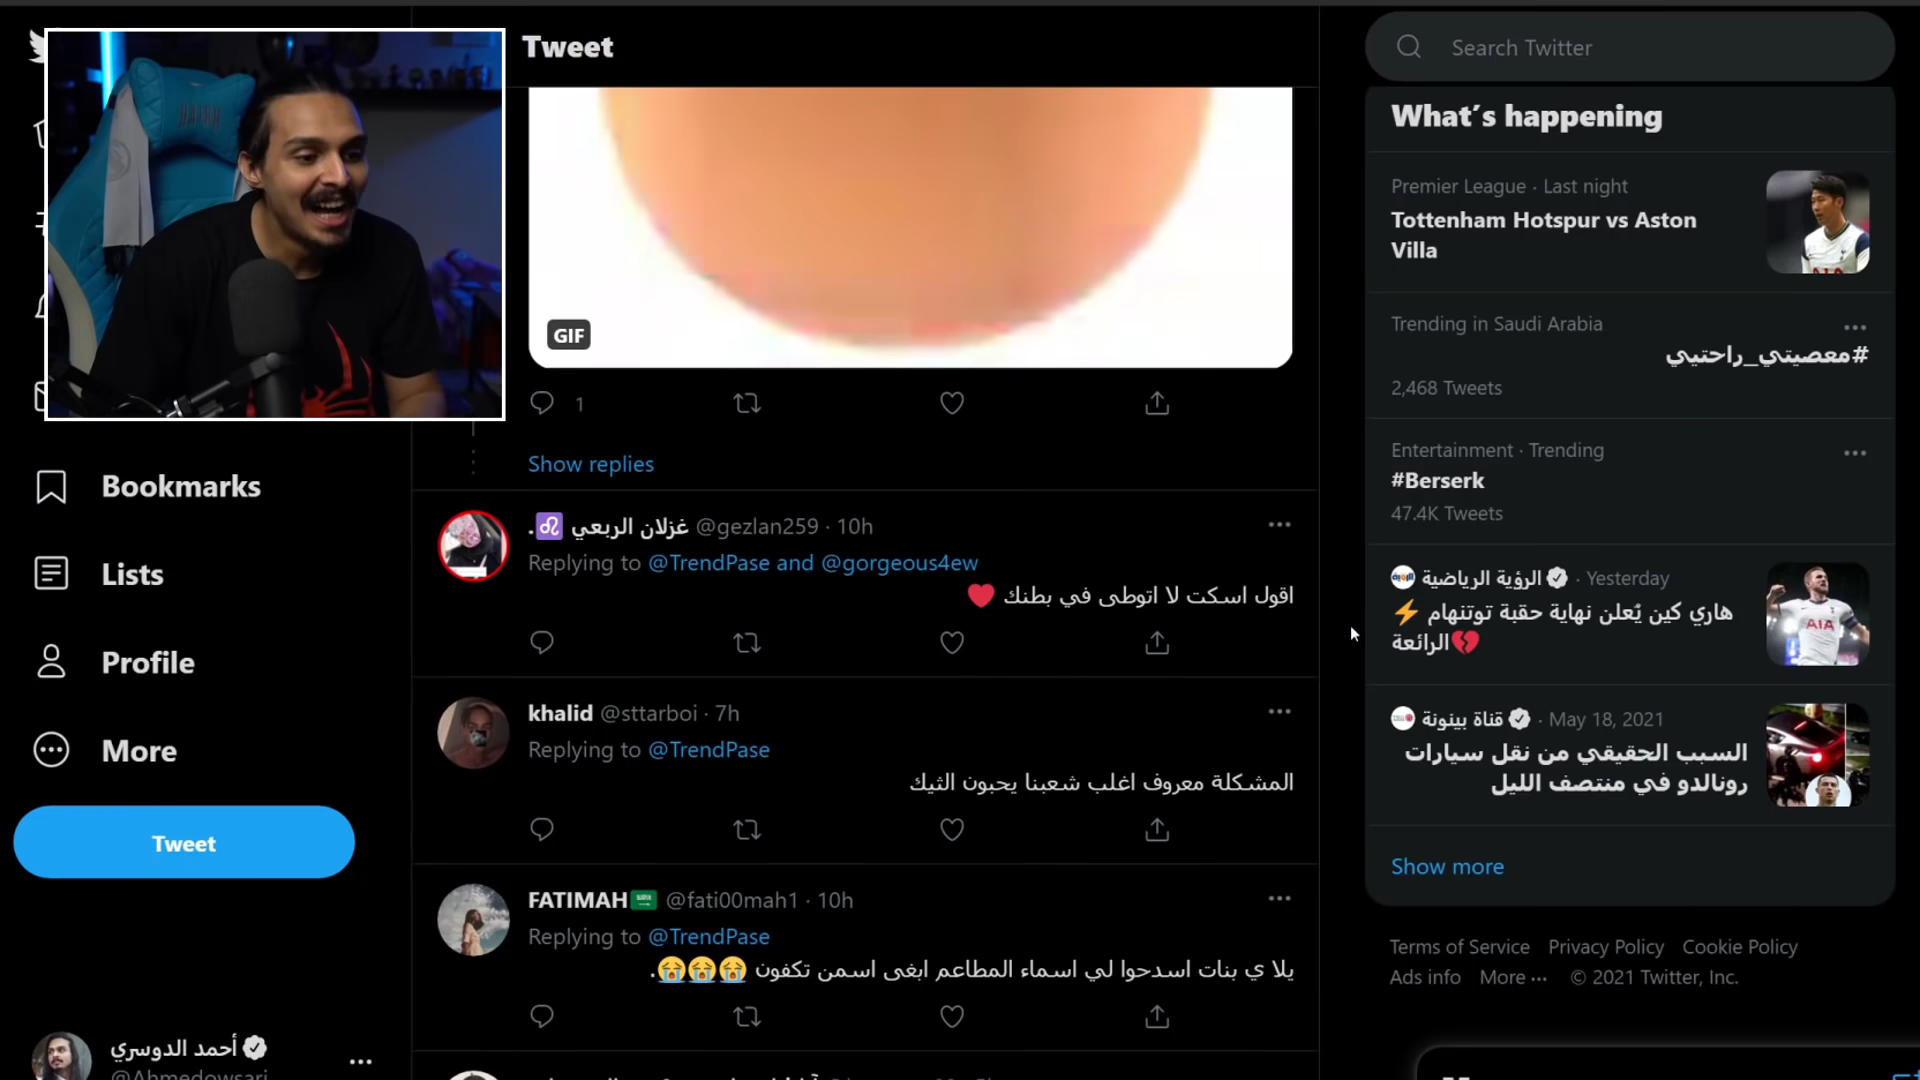 Tweet
GIF
1
Show replies
غزلان الربعي ♌. @gezlan259 · 10h
Replying to @TrendPase and @gorgeous4ew
اقول اسكت لا اتوطى في بطنك ❤️
khalid @sttarboi · 7h
Replying to @TrendPase
المشكلة معروف اغلب شعبنا يحبون الثيك
FATIMAH🇸🇦 @fati00mah1 · 10h
Replying to @TrendPase
يلا ي بنات اسدحوا لي اسماء المطاعم ابغى اسمن تكفون 😭😭😭.
Bookmarks
Lists
Profile
More
Tweet
أحمد الدوسري
@Ahmedowsari
Search Twitter
What's happening
Premier League · Last night
Tottenham Hotspur vs Aston
Villa
AIA
Trending in Saudi Arabia
#معصيتي_راحتيي
2,468 Tweets
Entertainment · Trending
#Berserk
47.4K Tweets
الرؤية الرياضية · Yesterday
هاري كين يُعلن نهاية حقبة توتنهام ⚡
الرائعة💔
AIA
قناة بينونة · May 18, 2021
السبب الحقيقي من نقل سيارات
رونالدو في منتصف الليل
Show more
Terms of Service Privacy Policy Cookie Policy
Ads info More ··· © 2021 Twitter, Inc.